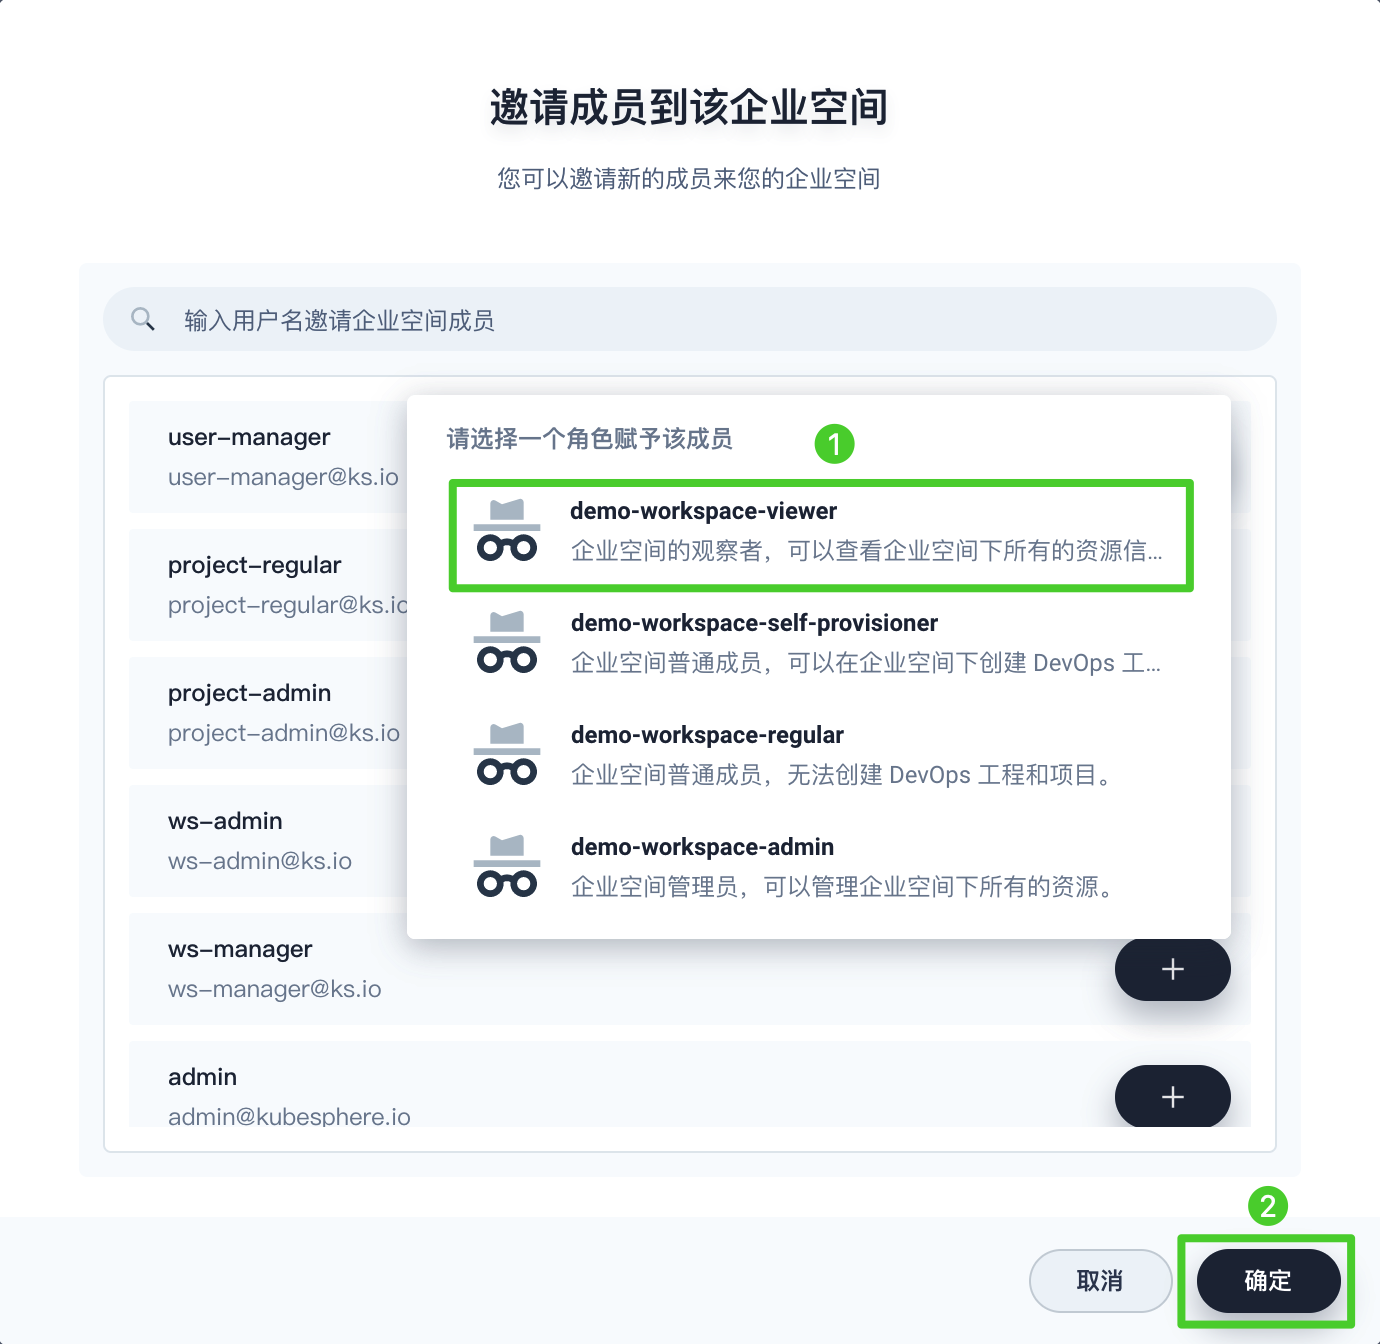 邀请成员到该企业空间
您可以邀请新的成员来您的企业空间
输入用户名邀请企业空间成员
user-manager
user-manager@ks.io
project-regular
project-regular@ks.io
project-admin
project-admin@ks.io
ws-admin
ws-admin@ks.io
ws-manager
ws-manager@ks.io
admin
admin@kubesphere.io
请选择一个角色赋予该成员
1
demo-workspace-viewer
企业空间的观察者，可以查看企业空间下所有的资源信...
demo-workspace-self-provisioner
企业空间普通成员，可以在企业空间下创建 DevOps 工...
demo-workspace-regular
企业空间普通成员，无法创建 DevOps 工程和项目。
demo-workspace-admin
企业空间管理员，可以管理企业空间下所有的资源。
2
取消
确定